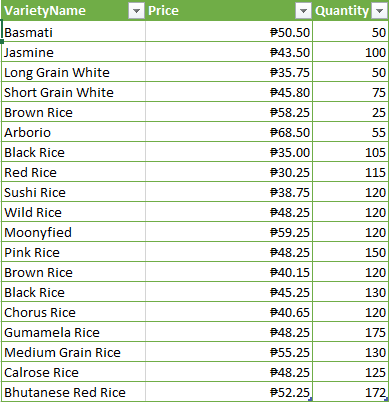 VarietyName Price Quantity
Basmati ₱50.50 50
Jasmine ₱43.50 100
Long Grain White ₱35.75 50
Short Grain White ₱45.80 75
Brown Rice ₱58.25 25
Arborio ₱68.50 55
Black Rice ₱35.00 105
Red Rice ₱30.25 115
Sushi Rice ₱38.75 120
Wild Rice ₱48.25 120
Moonyfied ₱59.25 120
Pink Rice ₱48.25 150
Brown Rice ₱40.15 120
Black Rice ₱45.25 130
Chorus Rice ₱40.65 120
Gumamela Rice ₱48.25 175
Medium Grain Rice ₱55.25 130
Calrose Rice ₱48.25 125
Bhutanese Red Rice ₱52.25 172